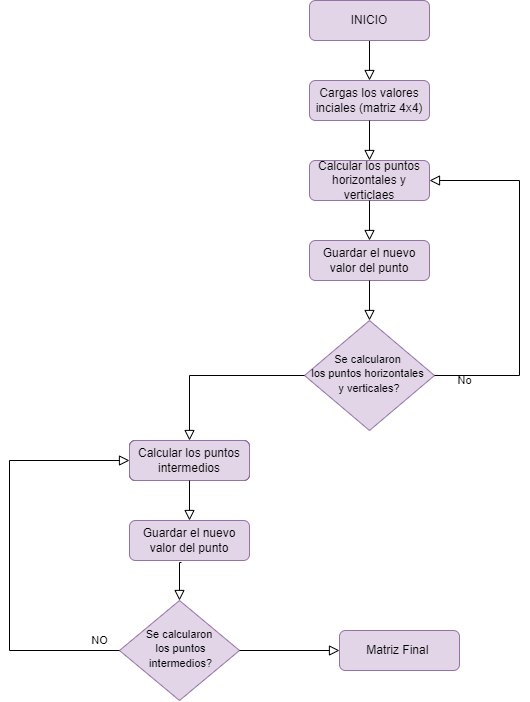 INICIO
Cargas los valores
inciales (matriz 4x4)
Calcular los puntos
horizontales y
verticlaes
Guardar el nuevo
valor del punto
Se calcularon
los puntos horizontales
y verticales?
No
Calcular los puntos
intermedios
Guardar el nuevo
valor del punto
Se calcularon
los puntos
intermedios?
NO
Matriz Final